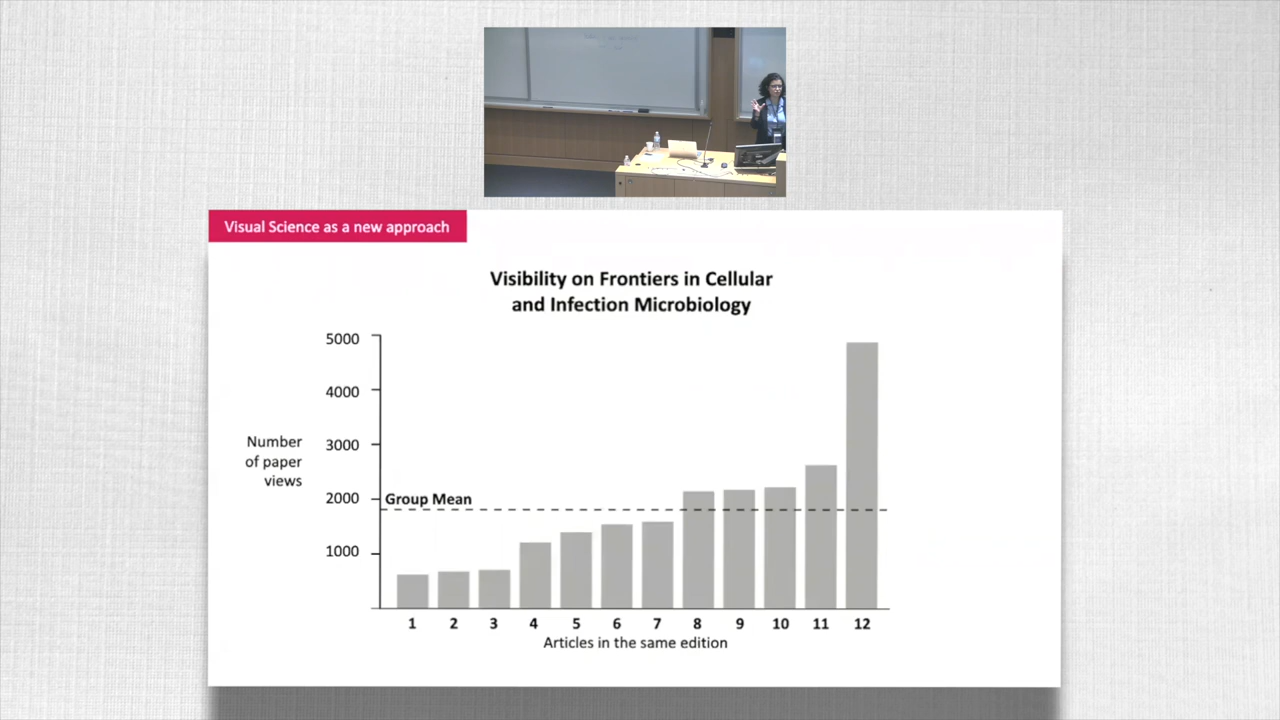 Visual Science as a new approach
Visibility on Frontiers in Cellular
and Infection Microbiology
5000
4000
3000
2000
1000
Number
of paper
views
Group Mean
1 2 3 4 5 6 7 8 9 10 11 12
Articles in the same edition